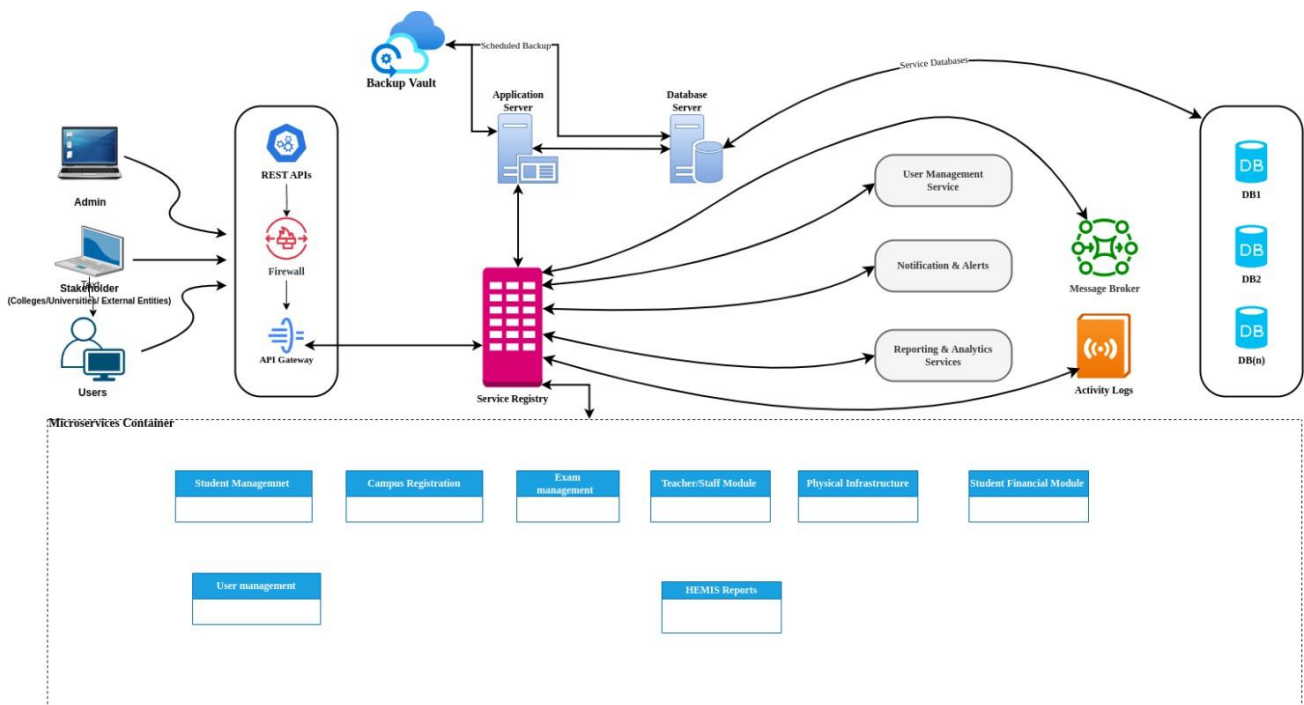 Scheduled Backup
Service Databases
Backup Vault
Application
Server
Database
Server
REST APIs
Admin
Firewall
Text
Stakeholder
(Colleges/Universities/ External Entities)
API Gateway
Users
Service Registry
User Management
Service
Notification & Alerts
Reporting & Analytics
Services
Message Broker
Activity Logs
DB
DB1
DB
DB2
DB
DB(n)
Microservices Container
Student Managemnet
Campus Registration
Exam
management
Teacher/Staff Module
Physical Infrastructure
Student Financial Module
User management
HEMIS Reports